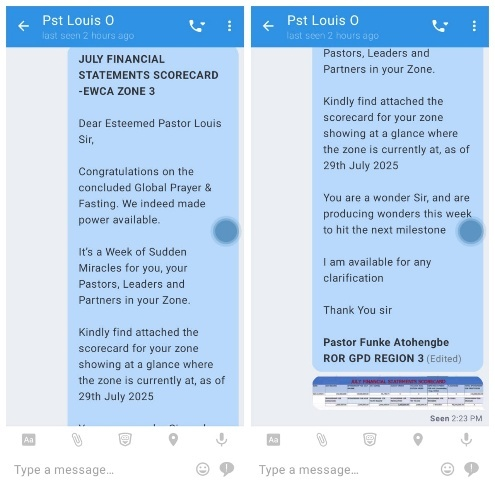 Pst Louis O
last seen 2 hours ago
JULY FINANCIAL
STATEMENTS SCORECARD
-EWCA ZONE 3
Dear Esteemed Pastor Louis
Sir,
Congratulations on the
concluded Global Prayer &
Fasting. We indeed made
power available.
It's a Week of Sudden
Miracles for you, your
Pastors, Leaders and
Partners in your Zone.
Kindly find attached the
scorecard for your zone
showing at a glance where
the zone is currently at, as of
29th July 2025
Aa
Type a message...
Pst Louis O
last seen 2 hours ago
Pastors, Leaders and
Partners in your Zone.
Kindly find attached the
scorecard for your zone
showing at a glance where
the zone is currently at, as of
29th July 2025
You are a wonder Sir, and are
producing wonders this week
to hit the next milestone
I am available for any
clarification
Thank You sir
Pastor Funke Atohengbe
ROR GPD REGION 3 (Edited)
JULY FINANCIAL STATEMENTS SCORECARD
Seen 2:23 PM
Aa
Type a message...